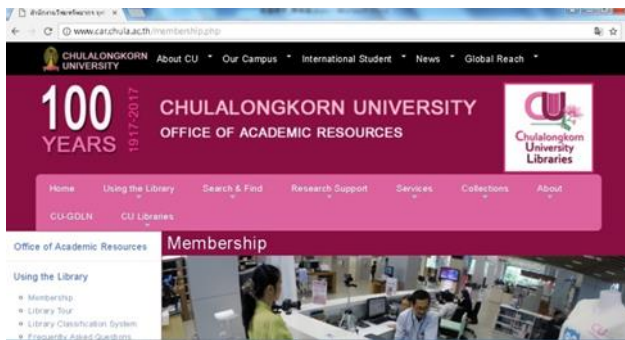 www.car.chula.ac.th/membership.php
CHULALONGKORN
UNIVERSITY
About CU
Our Campus
International Student
News
Global Reach
100
YEARS
1917-2017
CHULALONGKORN UNIVERSITY
OFFICE OF ACADEMIC RESOURCES
Chulalongkorn
University
Libraries
Home
Using the Library
Search & Find
Research Support
Services
Collections
About
CU-GDLN
CU Libraries
Office of Academic Resources
Membership
Using the Library
Membership
Library Tour
Library Classification System
Frequently Asked Questions